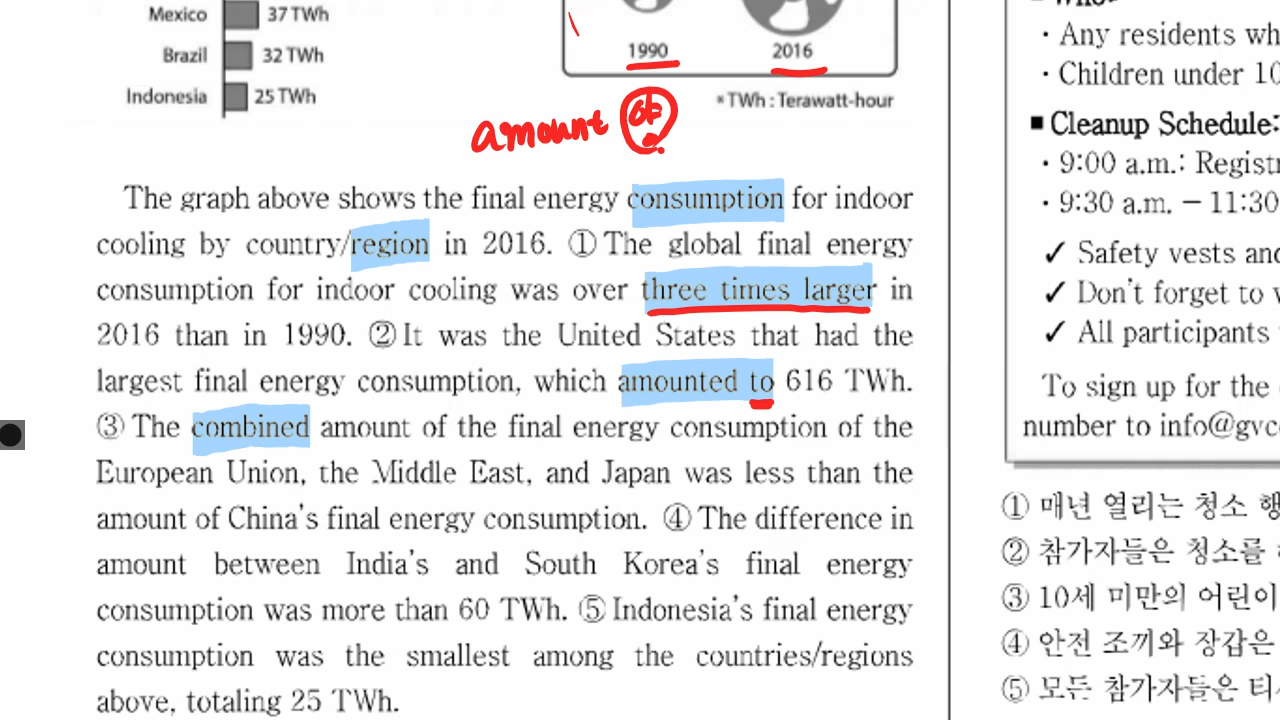 Mexico 37 TWh
Brazil 32 TWh
Indonesia 25 TWh
1990 2016
*TWh : Terawatt-hour
amount of
The graph above shows the final energy consumption for indoor
cooling by country/region in 2016. ① The global final energy
consumption for indoor cooling was over three times larger in
2016 than in 1990. ② It was the United States that had the
largest final energy consumption, which amounted to 616 TWh.
③ The combined amount of the final energy consumption of the
European Union, the Middle East, and Japan was less than the
amount of China's final energy consumption. ④ The difference in
amount between India's and South Korea's final energy
consumption was more than 60 TWh. ⑤ Indonesia's final energy
consumption was the smallest among the countries/regions
above, totaling 25 TWh.
· Any residents wh
· Children under 10
■ Cleanup Schedule:
· 9:00 a.m.: Registr
· 9:30 a.m. – 11:30
✓ Safety vests and
✓ Don't forget to
✓ All participants
To sign up for the
number to info@gvc
① 매년 열리는 청소 행
② 참가자들은 청소를
③ 10세 미만의 어린이
④ 안전 조끼와 장갑은
⑤ 모든 참가자들은 티